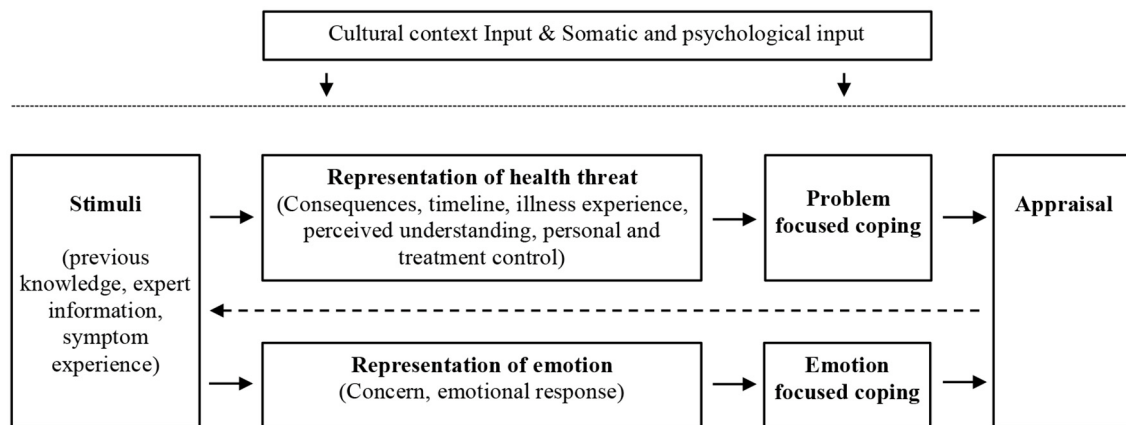 Cultural context Input & Somatic and psychological input
Stimuli
(previous
knowledge, expert
information,
symptom
experience)
Representation of health threat
(Consequences, timeline, illness experience,
perceived understanding, personal and
treatment control)
Problem
focused coping
Appraisal
Representation of emotion
(Concern, emotional response)
Emotion
focused coping